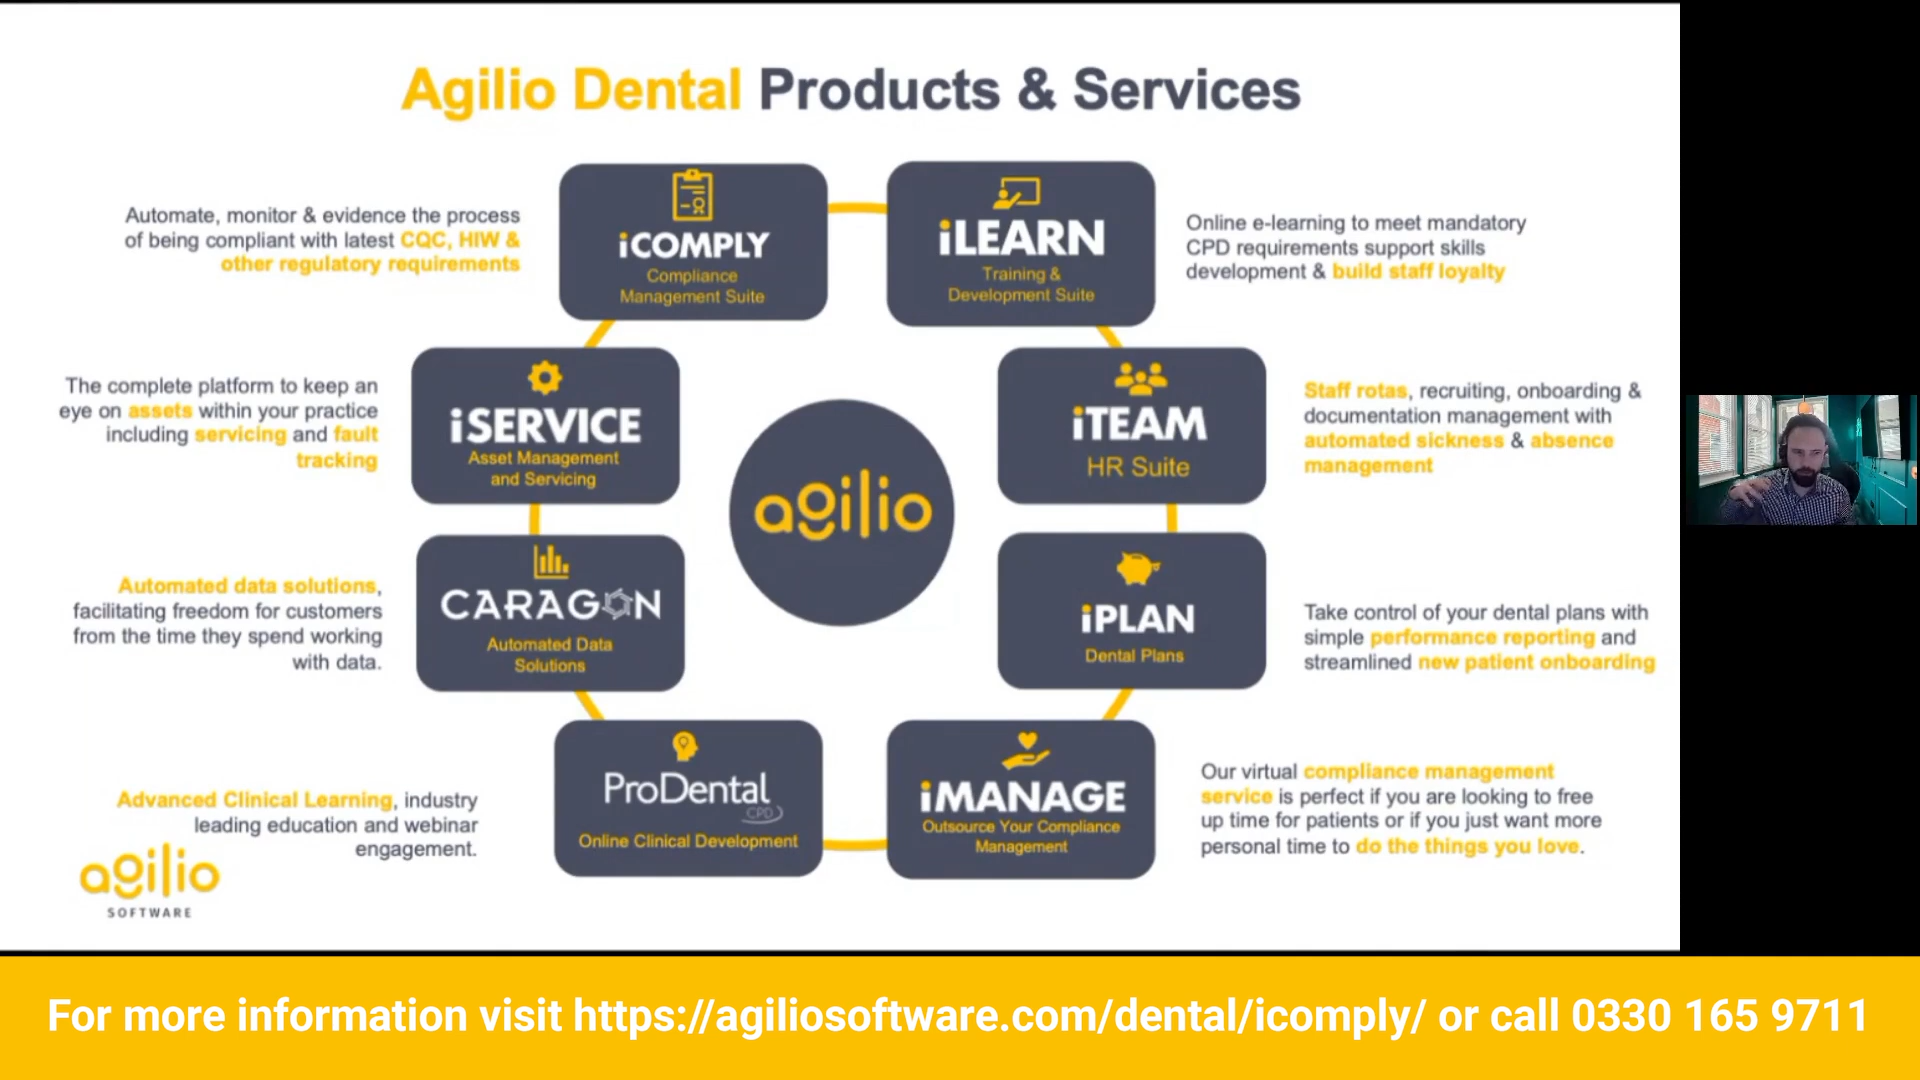 Agilio Dental Products & Services
Automate, monitor & evidence the process
of being compliant with latest CQC, HIW &
other regulatory requirements
iCOMPLY
Compliance
Management Suite
iLEARN
Training &
Development Suite
Online e-learning to meet mandatory
CPD requirements support skills
development & build staff loyalty
The complete platform to keep an
eye on assets within your practice
including servicing and fault
tracking
iSERVICE
Asset Management
and Servicing
agilio
iTEAM
HR Suite
Staff rotas, recruiting, onboarding &
documentation management with
automated sickness & absence
management
Automated data solutions,
facilitating freedom for customers
from the time they spend working
with data.
CARAGON
Automated Data
Solutions
iPLAN
Dental Plans
Take control of your dental plans with
simple performance reporting and
streamlined new patient onboarding
Advanced Clinical Learning, industry
leading education and webinar
engagement.
ProDental
CPD
Online Clinical Development
iMANAGE
Outsource Your Compliance
Management
Our virtual compliance management
service is perfect if you are looking to free
up time for patients or if you just want more
personal time to do the things you love.
agilio
SOFTWARE
For more information visit https://agiliosoftware.com/dental/icomply/ or call 0330 165 9711